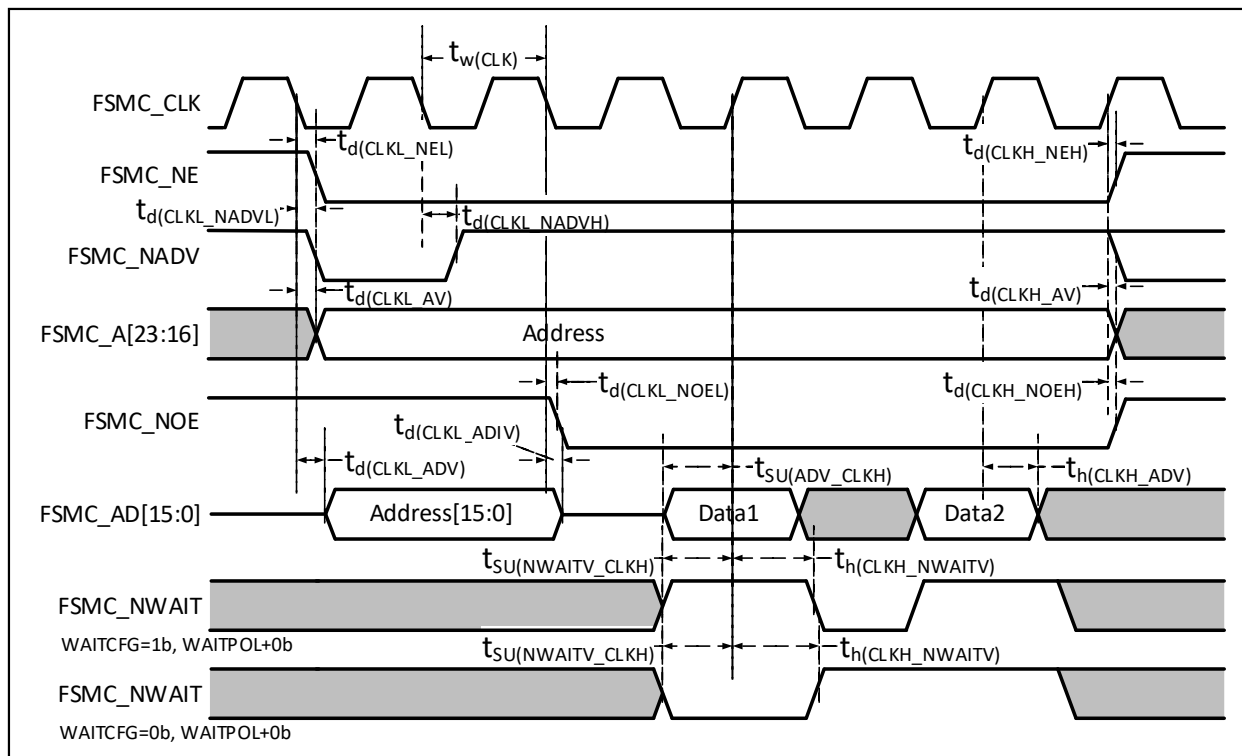 t_w(CLK)
FSMC_CLK
t_d(CLKL_NEL)
t_d(CLKH_NEH)
FSMC_NE
t_d(CLKL_NADVL)
t_d(CLKL_NADVH)
FSMC_NADV
t_d(CLKL_AV)
t_d(CLKH_AV)
FSMC_A[23:16]
Address
t_d(CLKL_NOEL)
t_d(CLKH_NOEH)
FSMC_NOE
t_d(CLKL_ADIV)
t_d(CLKL_ADV)
t_SU(ADV_CLKH)
t_h(CLKH_ADV)
FSMC_AD[15:0]
Address[15:0]
Data1
Data2
t_SU(NWAITV_CLKH)
t_h(CLKH_NWAITV)
FSMC_NWAIT
WAITCFG=1b, WAITPOL+0b
t_SU(NWAITV_CLKH)
t_h(CLKH_NWAITV)
FSMC_NWAIT
WAITCFG=0b, WAITPOL+0b